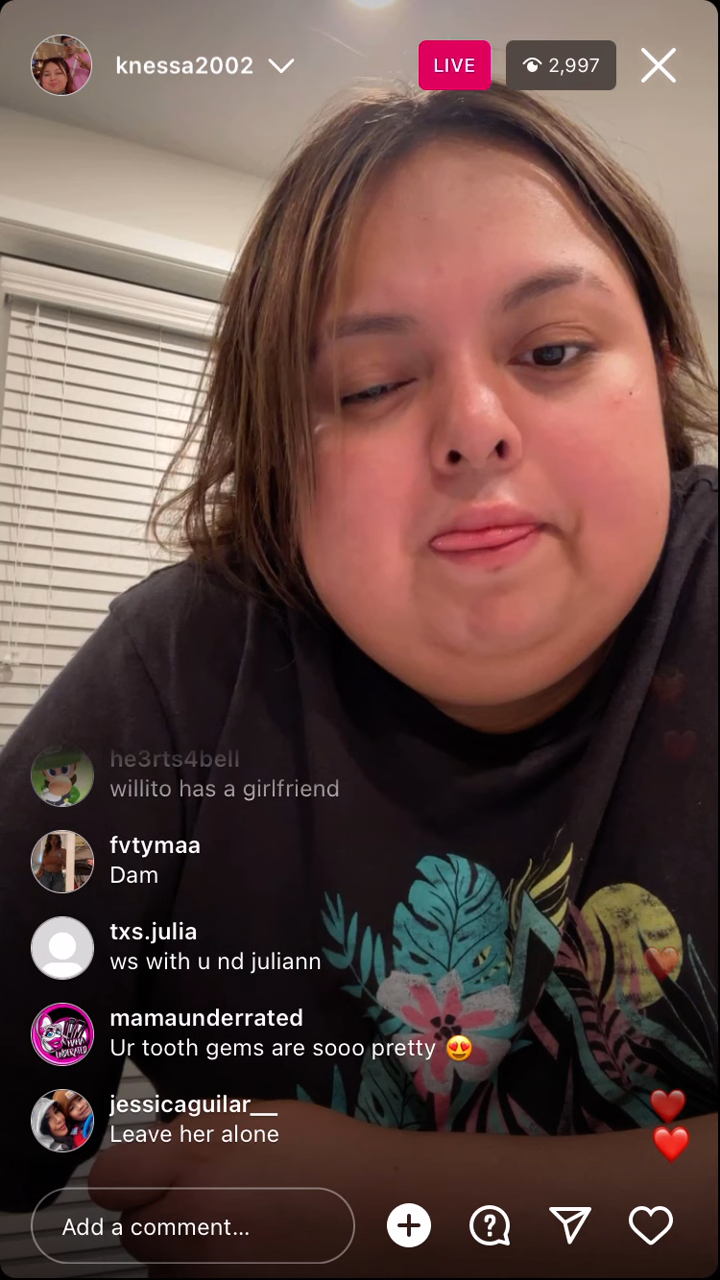 knessa2002
LIVE
2,997
he3rts4bell
willito has a girlfriend
fvtymaa
Dam
txs.julia
ws with u nd juliann
mamaunderrated
Ur tooth gems are sooo pretty 😍
jessicaguilar__
Leave her alone
Add a comment...